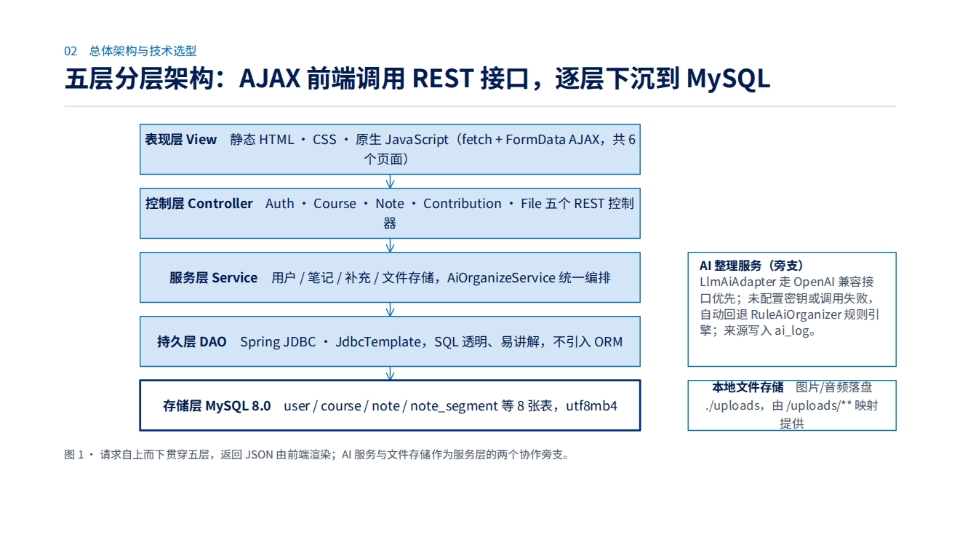 02 总体架构与技术选型
五层分层架构：AJAX 前端调用 REST 接口，逐层下沉到 MySQL
表现层 View 静态 HTML · CSS · 原生 JavaScript（fetch + FormData AJAX，共 6
个页面）
控制层 Controller Auth · Course · Note · Contribution · File 五个 REST 控制
器
服务层 Service 用户 / 笔记 / 补充 / 文件存储，AiOrganizeService 统一编排
持久层 DAO Spring JDBC · JdbcTemplate，SQL 透明、易讲解，不引入 ORM
存储层 MySQL 8.0 user / course / note / note_segment 等 8 张表，utf8mb4
AI 整理服务（旁支）
LlmAiAdapter 走 OpenAI 兼容接
口优先；未配置密钥或调用失败，
自动回退 RuleAiOrganizer 规则引
擎；来源写入 ai_log。
本地文件存储 图片/音频落盘
./uploads，由 /uploads/** 映射
提供
图 1 · 请求自上而下贯穿五层，返回 JSON 由前端渲染；AI 服务与文件存储作为服务层的两个协作旁支。